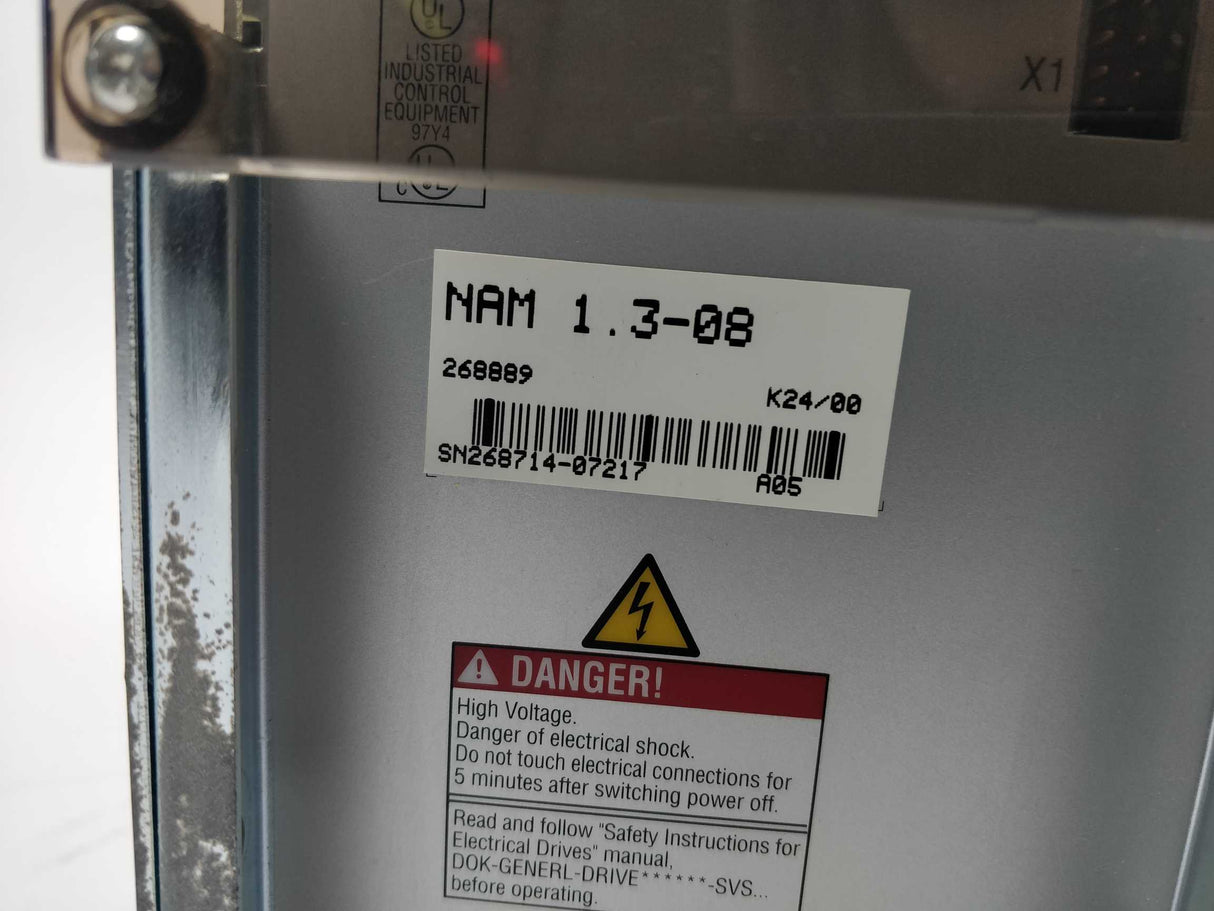 UL
LISTED
INDUSTRIAL
CONTROL
EQUIPMENT
97Y4
C UL
X1
NAM 1.3-08
268889
K24/00
SN268714-07217
A05
DANGER!
High Voltage.
Danger of electrical shock.
Do not touch electrical connections for
5 minutes after switching power off.
Read and follow "Safety Instructions for
Electrical Drives" manual,
DOK-GENERL-DRIVE******-SVS...
before operating.